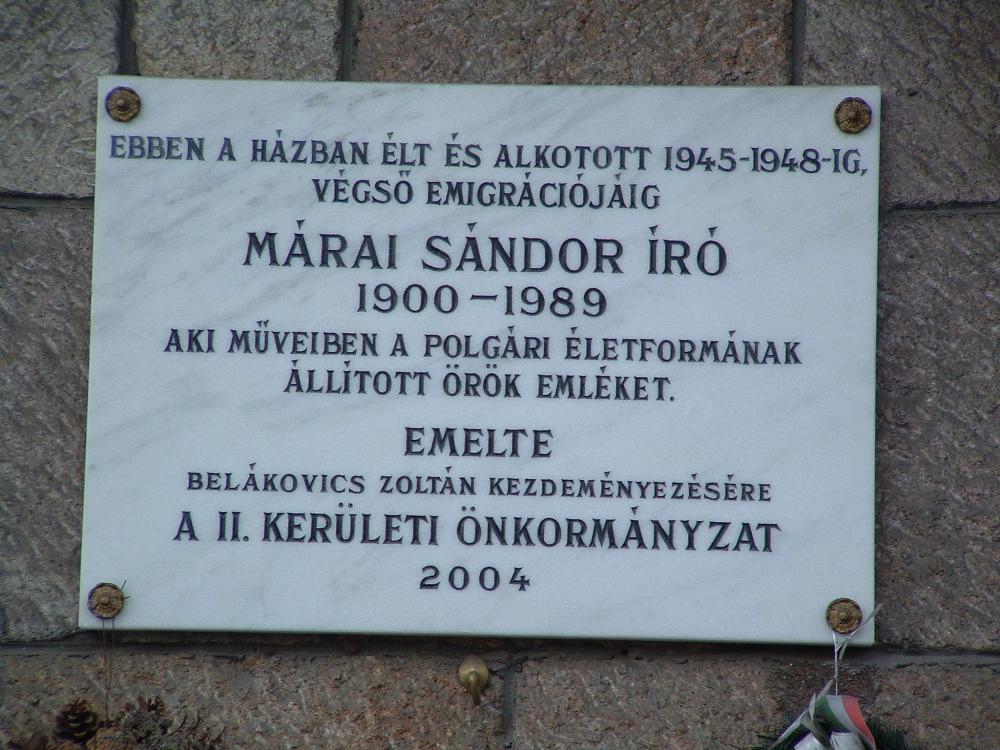 EBBEN A HÁZBAN ÉLT ÉS ALKOTOTT 1945-1948-IG,
VÉGSŐ EMIGRÁCIÓJÁIG
MÁRAI SÁNDOR ÍRÓ
1900–1989
AKI MŰVEIBEN A POLGÁRI ÉLETFORMÁNAK
ÁLLÍTOTT ÖRÖK EMLÉKET.
EMELTE
BELÁKOVICS ZOLTÁN KEZDEMÉNYEZÉSÉRE
A II. KERÜLETI ÖNKORMÁNYZAT
2004